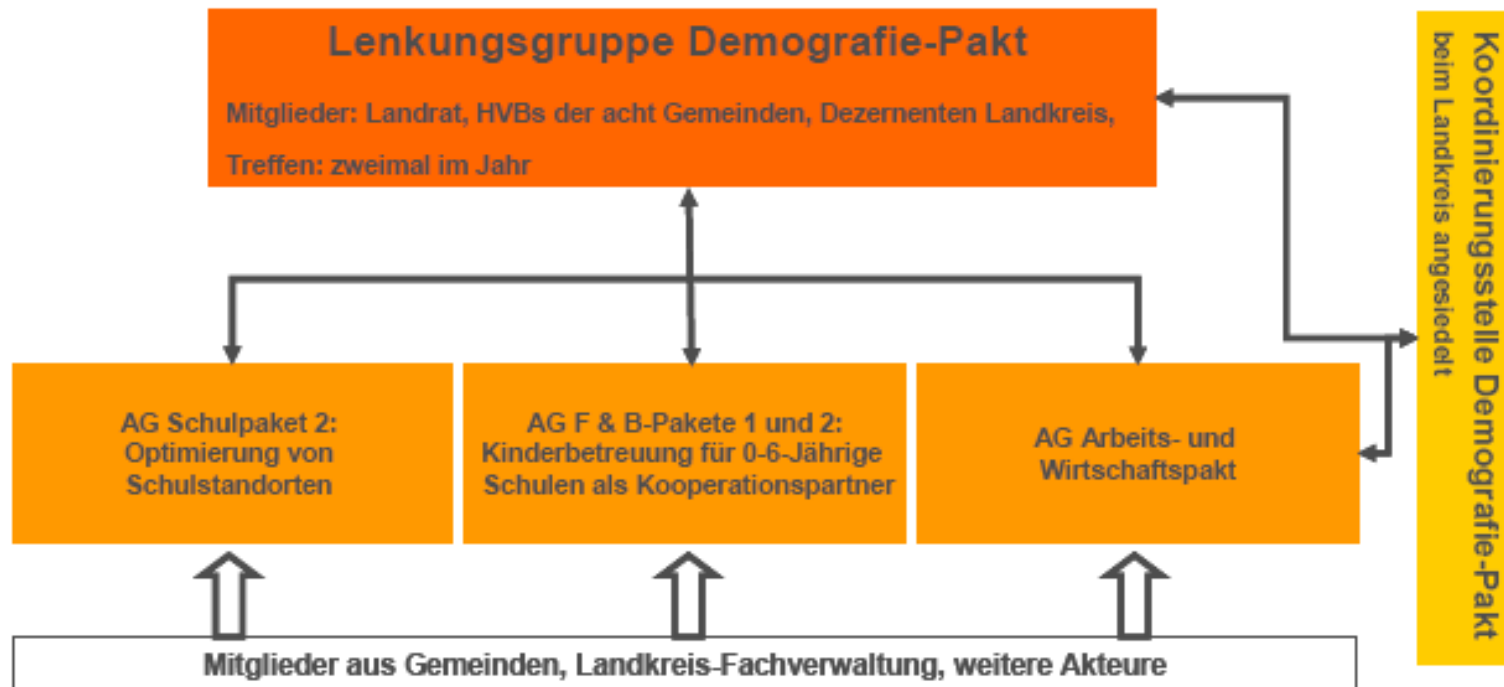 Lenkungsgruppe Demografie-Pakt
Mitglieder: Landrat, HVBs der acht Gemeinden, Dezernenten Landkreis,
Treffen: zweimal im Jahr
Koordinierungsstelle Demografie-Pakt
beim Landkreis angesiedelt
AG Schulpaket 2:
Optimierung von
Schulstandorten
AG F & B-Pakete 1 und 2:
Kinderbetreuung für 0-6-Jährige
Schulen als Kooperationspartner
AG Arbeits- und
Wirtschaftspakt
Mitglieder aus Gemeinden, Landkreis-Fachverwaltung, weitere Akteure